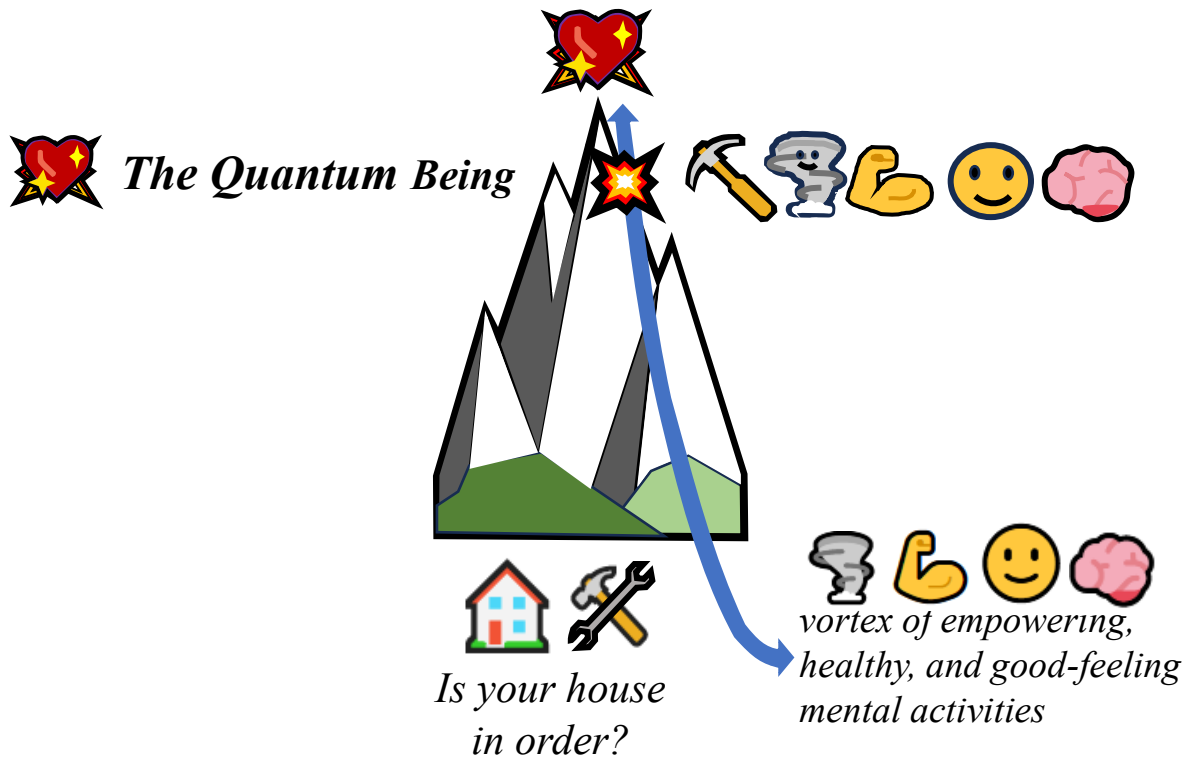 The Quantum Being
vortex of empowering,
healthy, and good-feeling
mental activities
Is your house
in order?